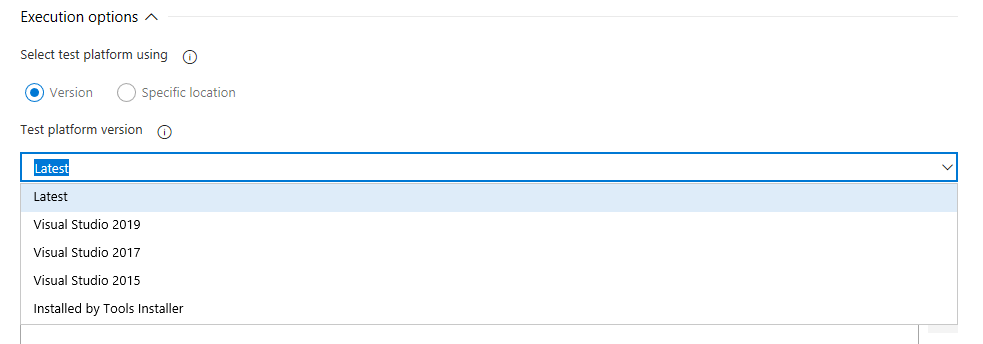 Execution options
Select test platform using
Version Specific location
Test platform version
Latest
Latest
Visual Studio 2019
Visual Studio 2017
Visual Studio 2015
Installed by Tools Installer